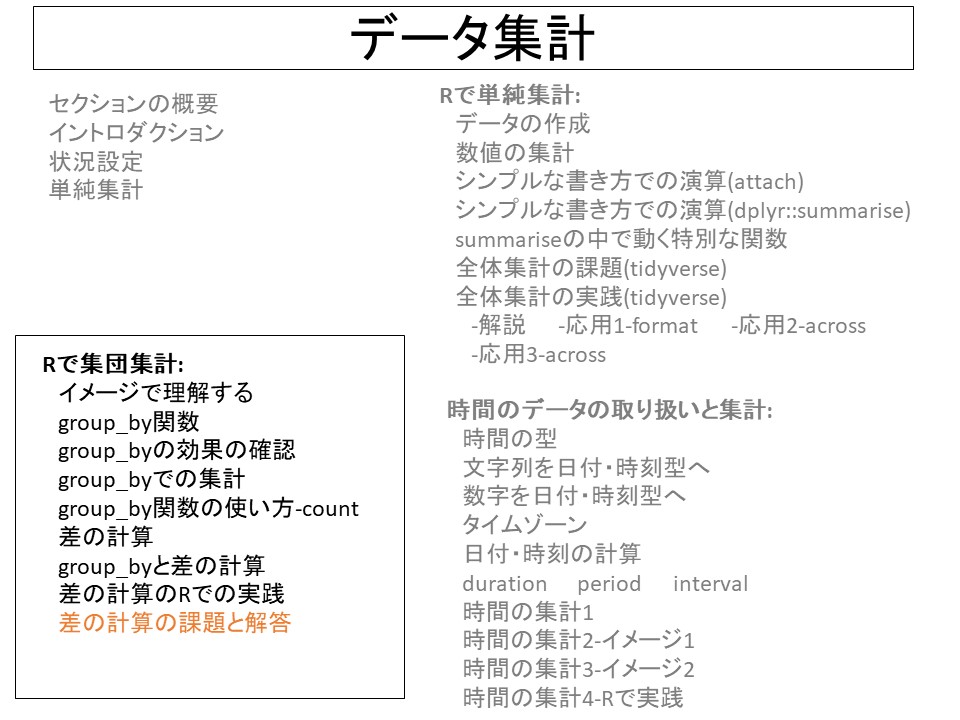 データ集計
セクションの概要
イントロダクション
状況設定
単純集計
Rで単純集計:
データの作成
数値の集計
シンプルな書き方での演算(attach)
シンプルな書き方での演算(dplyr::summarise)
summariseの中で動く特別な関数
全体集計の課題(tidyverse)
全体集計の実践(tidyverse)
-解説 -応用1-format -応用2-across
-応用3-across
Rで集団集計:
イメージで理解する
group_by関数
group_byの効果の確認
group_byでの集計
group_by関数の使い方-count
差の計算
group_byと差の計算
差の計算のRでの実践
差の計算の課題と解答
時間のデータの取り扱いと集計:
時間の型
文字列を日付・時刻型へ
数字を日付・時刻型へ
タイムゾーン
日付・時刻の計算
duration period interval
時間の集計1
時間の集計2-イメージ1
時間の集計3-イメージ2
時間の集計4-Rで実践